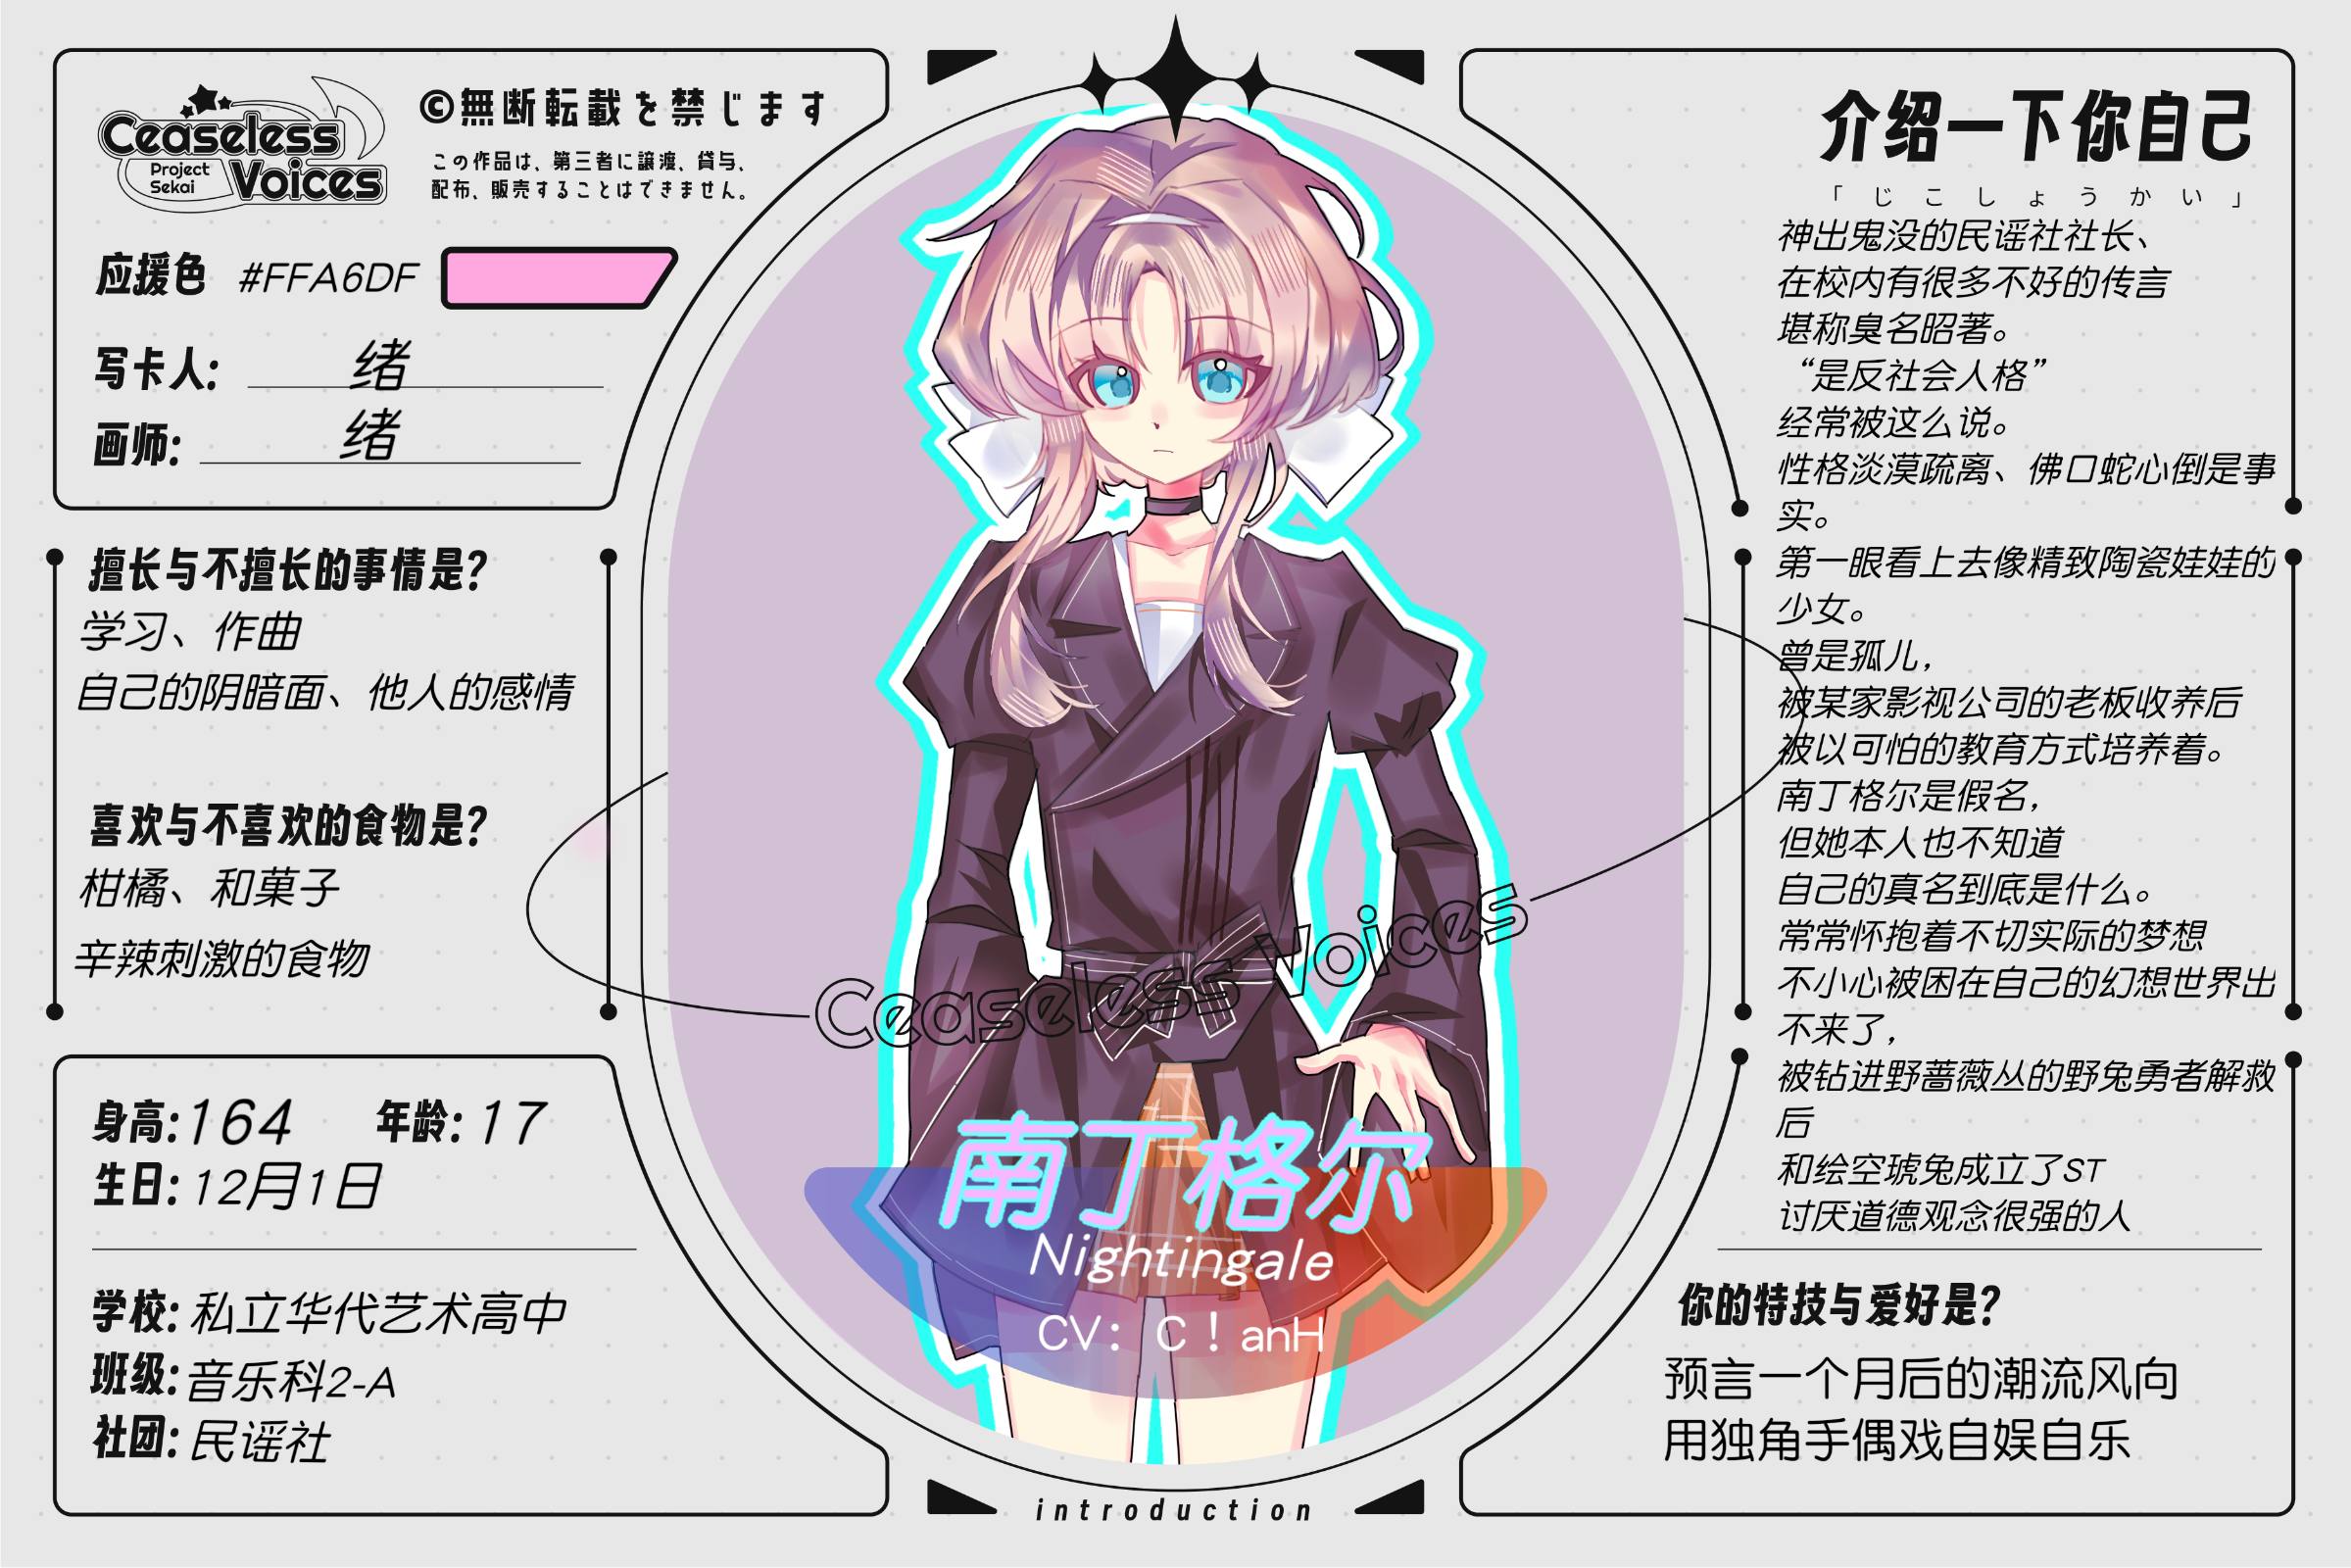 Ceaseless
Project
Sekai
Voices
©無断転載を禁じます
この作品は、第三者に譲渡、貸与、
配布、販売することはできません。
应援色 #FFA6DF
写卡人: 绪
画师: 绪
擅长与不擅长的事情是?
学习、作曲
自己的阴暗面、他人的感情
喜欢与不喜欢的食物是?
柑橘、和菓子
辛辣刺激的食物
身高:164 年龄:17
生日:12月1日
学校:私立华代艺术高中
班级:音乐科2-A
社团:民谣社
Ceaseless Voices
南丁格尔
Nightingale
CV：C！anH
introduction
介绍一下你自己
「じこしょうかい」
神出鬼没的民谣社社长、
在校内有很多不好的传言
堪称臭名昭著。
“是反社会人格”
经常被这么说。
性格淡漠疏离、佛口蛇心倒是事
实。
第一眼看上去像精致陶瓷娃娃的
少女。
曾是孤儿，
被某家影视公司的老板收养后
被以可怕的教育方式培养着。
南丁格尔是假名，
但她本人也不知道
自己的真名到底是什么。
常常怀抱着不切实际的梦想
不小心被困在自己的幻想世界出
不来了，
被钻进野蔷薇丛的野兔勇者解救
后
和绘空琥兔成立了ST
讨厌道德观念很强的人
你的特技与爱好是?
预言一个月后的潮流风向
用独角手偶戏自娱自乐